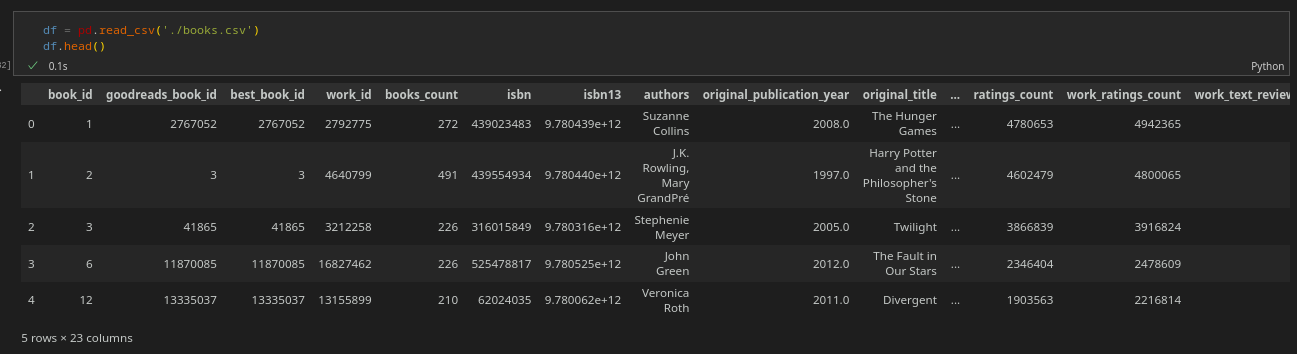 df = pd.read_csv('./books.csv')
df.head()
0.1s
Python
book_id goodreads_book_id best_book_id work_id books_count isbn isbn13 authors original_publication_year original_title ... ratings_count work_ratings_count
0 1 2767052 2767052 2792775 272 439023483 9.780439e+12 Suzanne Collins 2008.0 The Hunger Games ... 4780653 4942365
1 2 3 3 4640799 491 439554934 9.780440e+12 J.K. Rowling, Mary GrandPré 1997.0 Harry Potter and the Philosopher's Stone ... 4602479 4800065
2 3 41865 41865 3212258 226 316015849 9.780316e+12 Stephenie Meyer 2005.0 Twilight ... 3866839 3916824
3 6 11870085 11870085 16827462 226 525478817 9.780525e+12 John Green 2012.0 The Fault in Our Stars ... 2346404 2478609
4 12 13335037 13335037 13155899 210 62024035 9.780062e+12 Veronica Roth 2011.0 Divergent ... 1903563 2216814
5 rows × 23 columns